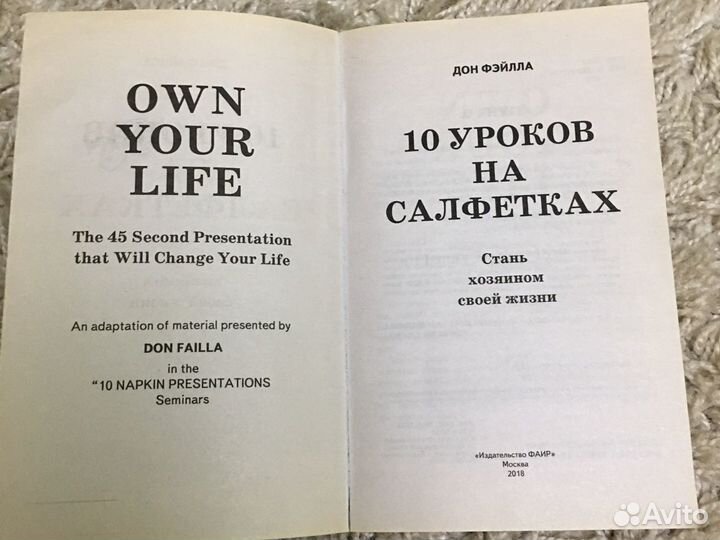 OWN
YOUR
LIFE
The 45 Second Presentation
that Will Change Your Life
An adaptation of material presented by
DON FAILLA
in the
“10 NAPKIN PRESENTATIONS
Seminars
ДОН ФЭЙЛЛА
10 УРОКОВ
НА
САЛФЕТКАХ
Стань
хозяином
своей жизни
«Издательство ФАИР»
Москва
2018
Avito